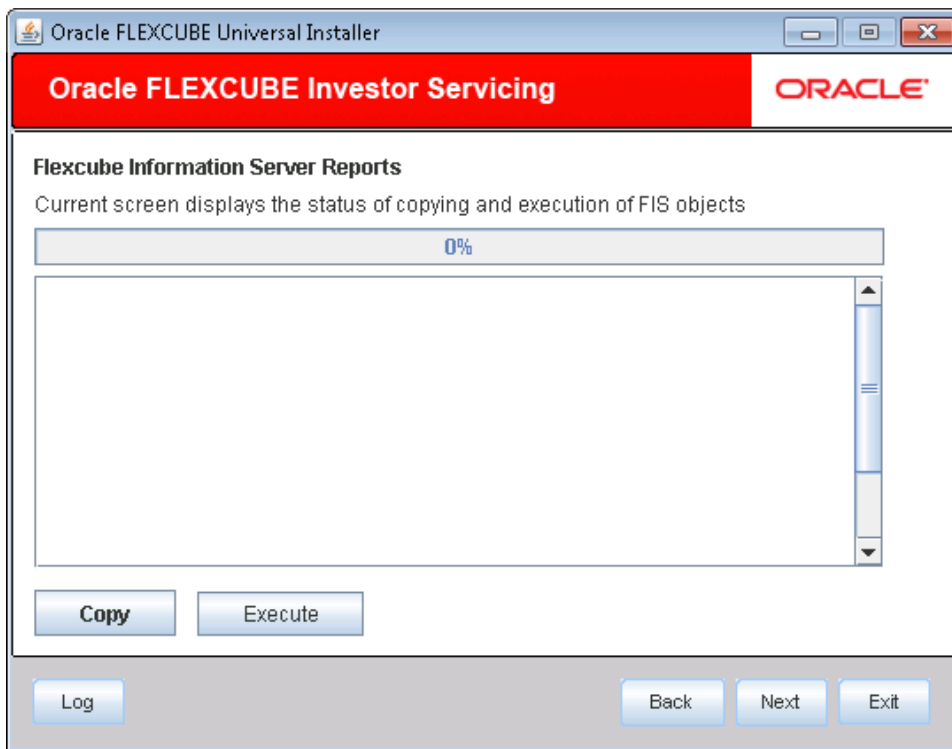 Oracle FLEXCUBE Universal Installer
Oracle FLEXCUBE Investor Servicing
ORACLE
Flexcube Information Server Reports
Current screen displays the status of copying and execution of FIS objects
0%
Copy Execute
Log Back Next Exit